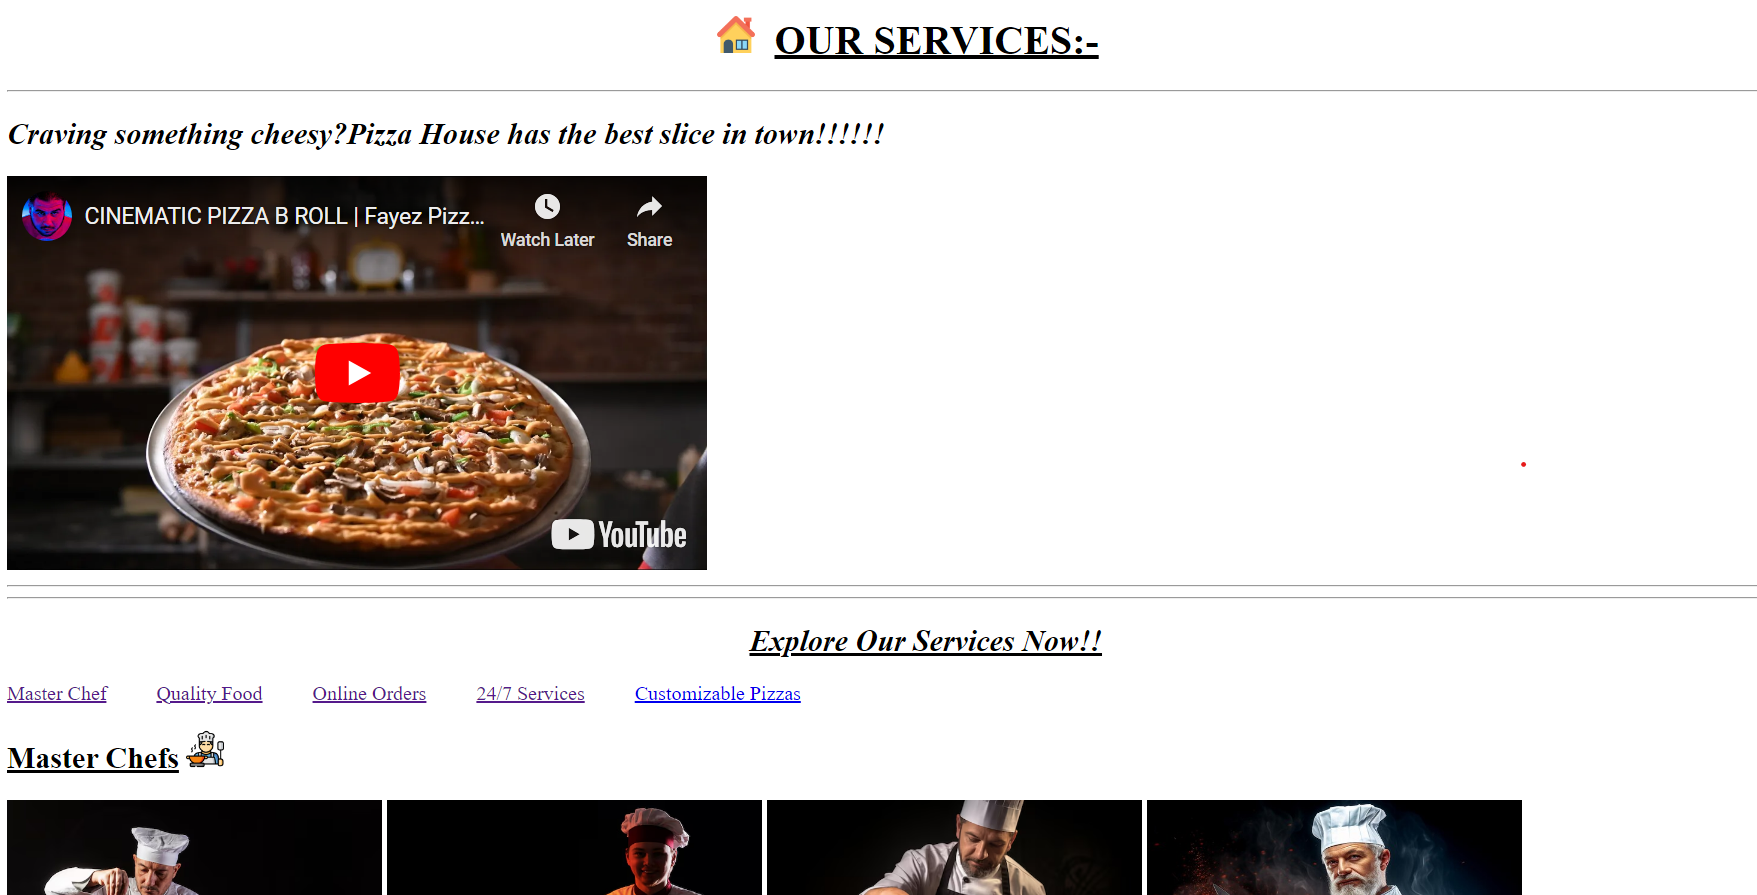 OUR SERVICES:-
Craving something cheesy?Pizza House has the best slice in town!!!!!!
CINEMATIC PIZZA B ROLL | Fayez Pizz...
Watch Later
Share
YouTube
Explore Our Services Now!!
Master Chef Quality Food Online Orders 24/7 Services Customizable Pizzas
Master Chefs